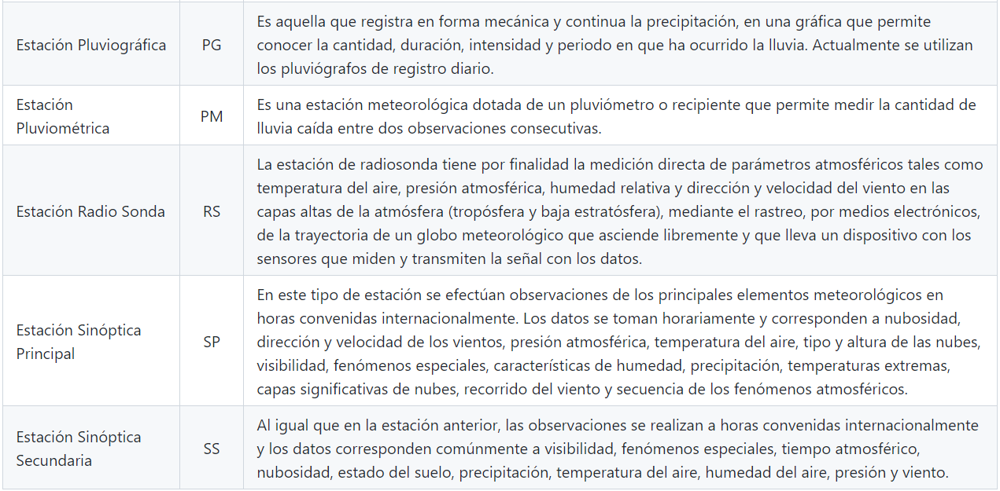 Estación Pluviográfica
PG
Es aquella que registra en forma mecánica y continua la precipitación, en una gráfica que permite
conocer la cantidad, duración, intensidad y periodo en que ha ocurrido la lluvia. Actualmente se utilizan
los pluviógrafos de registro diario.
Estación
Pluviométrica
PM
Es una estación meteorológica dotada de un pluviómetro o recipiente que permite medir la cantidad de
lluvia caída entre dos observaciones consecutivas.
Estación Radio Sonda
RS
La estación de radiosonda tiene por finalidad la medición directa de parámetros atmosféricos tales como
temperatura del aire, presión atmosférica, humedad relativa y dirección y velocidad del viento en las
capas altas de la atmósfera (tropósfera y baja estratósfera), mediante el rastreo, por medios electrónicos,
de la trayectoria de un globo meteorológico que asciende libremente y que lleva un dispositivo con los
sensores que miden y transmiten la señal con los datos.
Estación Sinóptica
Principal
SP
En este tipo de estación se efectúan observaciones de los principales elementos meteorológicos en
horas convenidas internacionalmente. Los datos se toman horariamente y corresponden a nubosidad,
dirección y velocidad de los vientos, presión atmosférica, temperatura del aire, tipo y altura de las nubes,
visibilidad, fenómenos especiales, características de humedad, precipitación, temperaturas extremas,
capas significativas de nubes, recorrido del viento y secuencia de los fenómenos atmosféricos.
Estación Sinóptica
Secundaria
SS
Al igual que en la estación anterior, las observaciones se realizan a horas convenidas internacionalmente
y los datos corresponden comúnmente a visibilidad, fenómenos especiales, tiempo atmosférico,
nubosidad, estado del suelo, precipitación, temperatura del aire, humedad del aire, presión y viento.